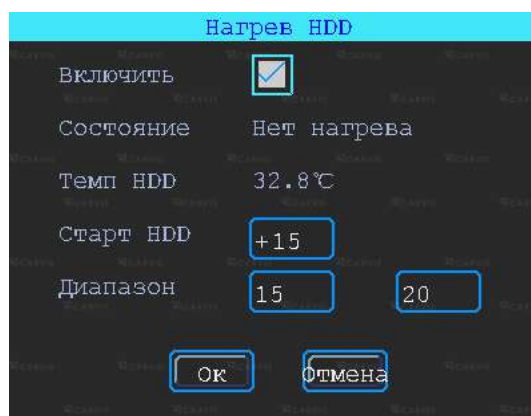 Нагрев HDD
Включить
Состояние Нет нагрева
Темп HDD 32.8℃
Старт HDD +15
Диапазон 15 20
Ок Отмена